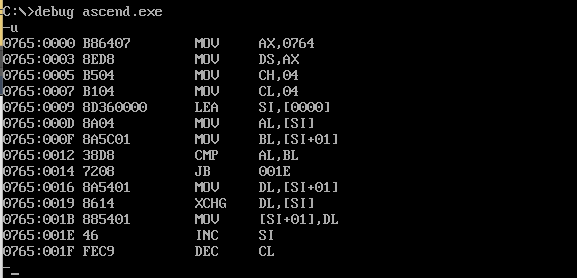 C:\>debug ascend.exe
-u
0765:0000 B86407 MOV AX,0764
0765:0003 8ED8 MOV DS,AX
0765:0005 B504 MOV CH,04
0765:0007 B104 MOV CL,04
0765:0009 8D360000 LEA SI,[0000]
0765:000D 8A04 MOV AL,[SI]
0765:000F 8A5C01 MOV BL,[SI+01]
0765:0012 38D8 CMP AL,BL
0765:0014 7208 JB 001E
0765:0016 8A5401 MOV DL,[SI+01]
0765:0019 8614 XCHG DL,[SI]
0765:001B 885401 MOV [SI+01],DL
0765:001E 46 INC SI
0765:001F FEC9 DEC CL
-_